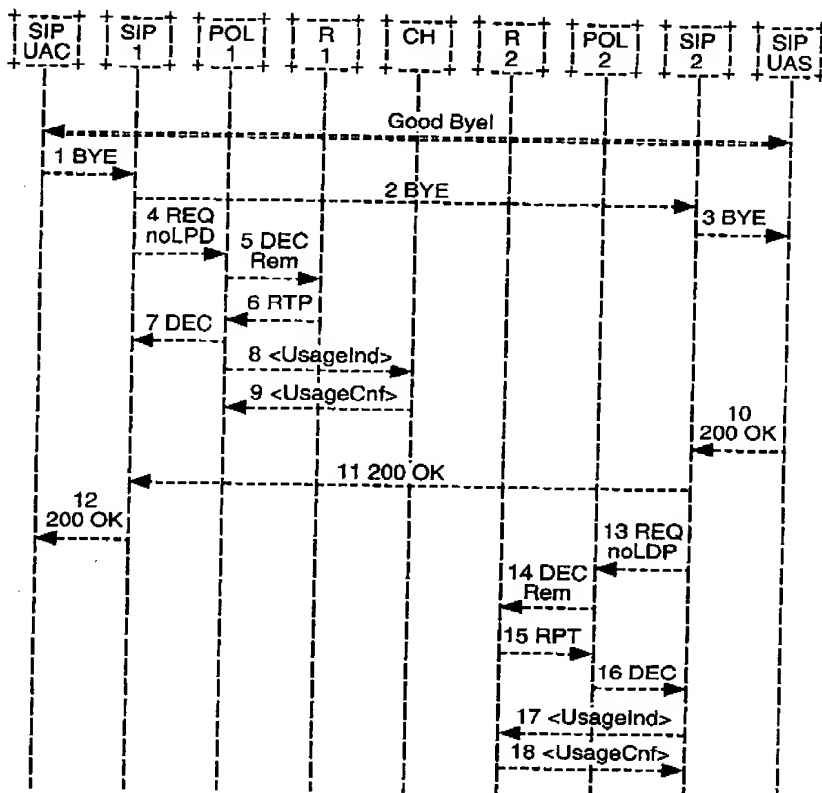 SIP UAC
SIP 1
POL 1
R 1
CH
R 2
POL 2
SIP 2
SIP UAS
Good Bye!
1 BYE
2 BYE
3 BYE
4 REQ
noLPD
5 DEC
Rem
6 RTP
7 DEC
8 <UsageInd>
9 <UsageCnf>
10
200 OK
11 200 OK
12
200 OK
13 REQ
noLDP
14 DEC
Rem
15 RPT
16 DEC
17 <UsageInd>
18 <UsageCnf>